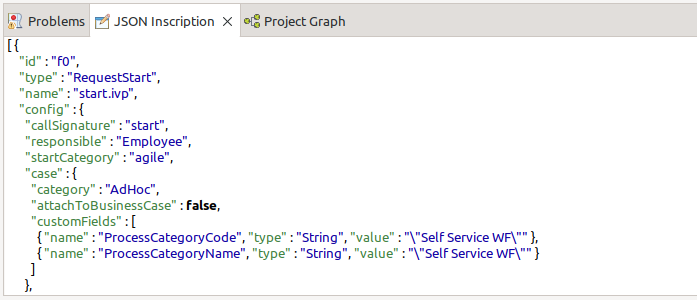 Problems JSON Inscription Project Graph
[ {
"id" : "f0",
"type" : "RequestStart",
"name" : "start.ivp",
"config" : {
"callSignature" : "start",
"responsible" : "Employee",
"startCategory" : "agile",
"case" : {
"category" : "AdHoc",
"attachToBusinessCase" : false,
"customFields" : [
{ "name" : "ProcessCategoryCode", "type" : "String", "value" : "\"Self Service WF\"" },
{ "name" : "ProcessCategoryName", "type" : "String", "value" : "\"Self Service WF\"" }
]
},